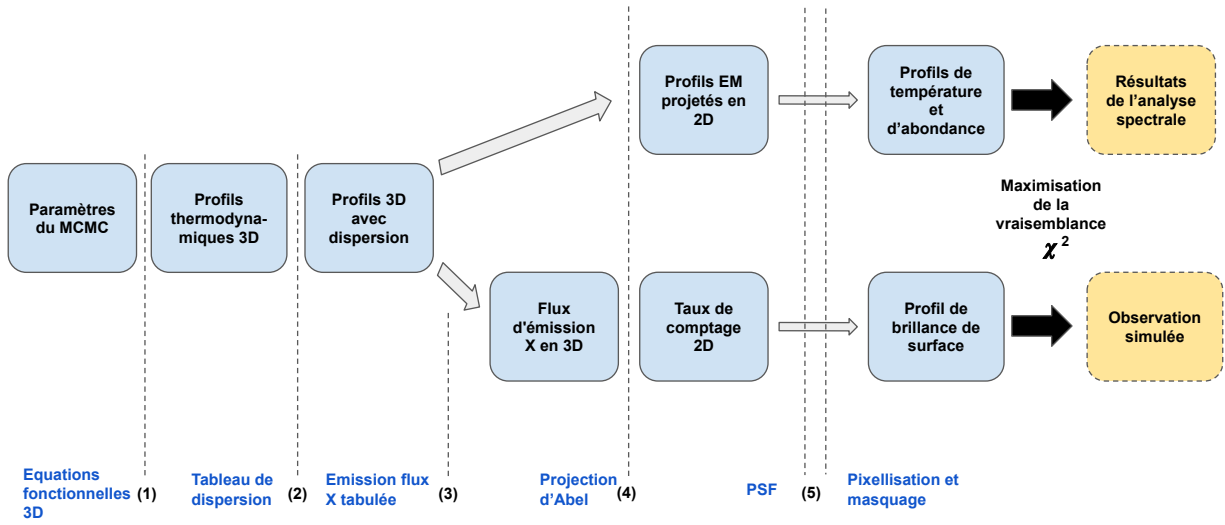 Paramètres
du MCMC
Profils
thermodyna-
miques 3D
Profils 3D
avec
dispersion
Profils EM
projetés en
2D
Profils de
température
et
d'abondance
Résultats
de l'analyse
spectrale
Maximisation
de la
vraisemblance
χ 2
Flux
d'émission
X en 3D
Taux de
comptage
2D
Profil de
brillance de
surface
Observation
simulée
Equations
fonctionnelles
3D
(1)
Tableau de
dispersion
(2)
Emission flux
X tabulée
(3)
Projection
d'Abel
(4)
PSF
(5)
Pixellisation et
masquage